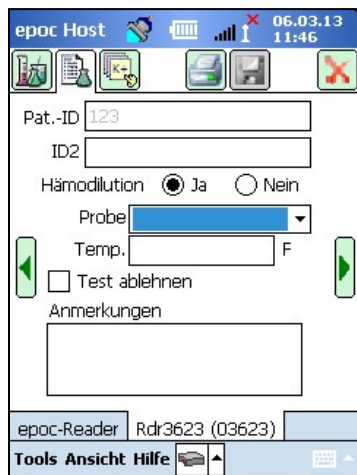 epoc Host 06.03.13
11:46
K+
Pat.-ID 123
ID2
Hämodilution Ja Nein
Probe
Temp. F
Test ablehnen
Anmerkungen
epoc-Reader Rdr3623 (03623)
Tools Ansicht Hilfe